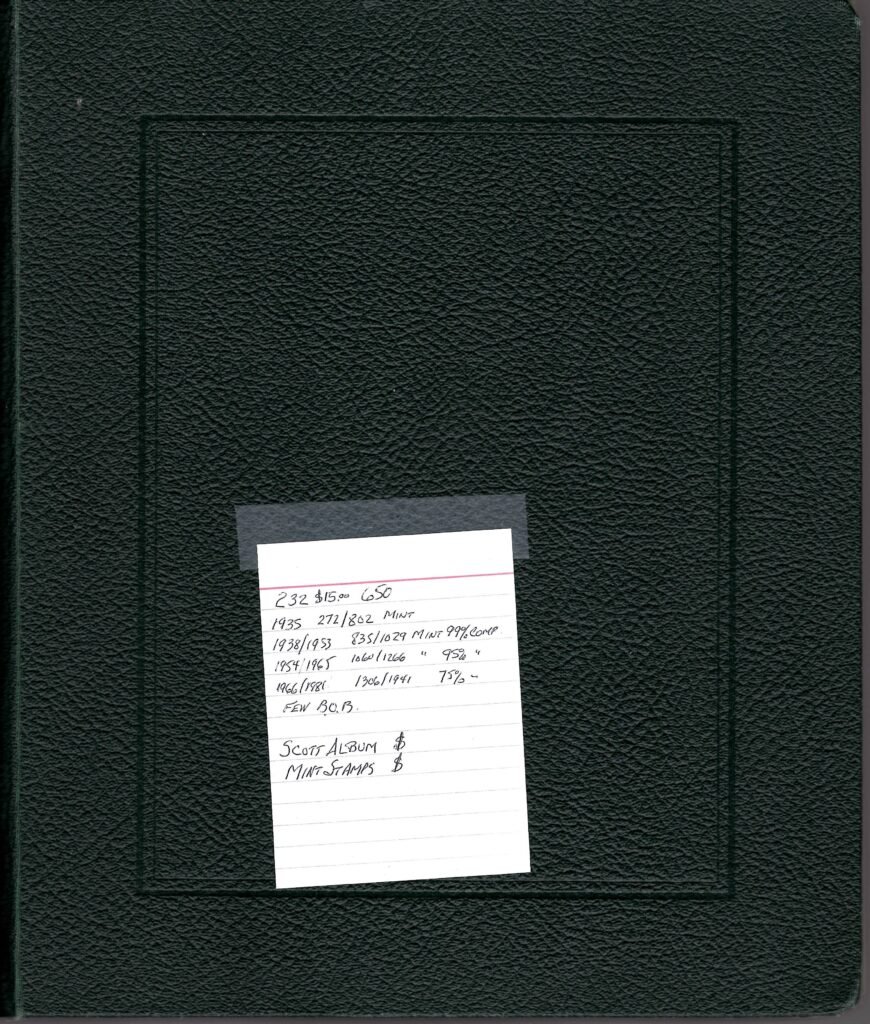 232 $15.00 650
1935 272/802 MINT
1938/1953 835/1029 MINT 99% COMP
1954/1965 1060/1266 " 95% "
1966/1981 1306/1941 75% -
FEW B.O.B.
SCOTT ALBUM $
MINT STAMPS $